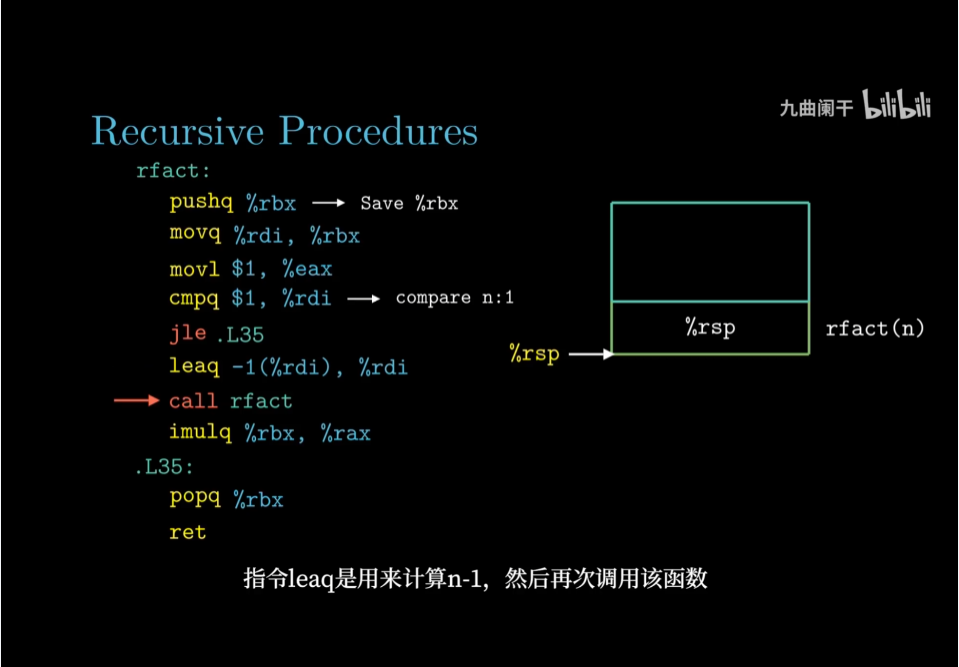 九曲阑干 bilibili
Recursive Procedures
rfact:
pushq %rbx → Save %rbx
movq %rdi, %rbx
movl $1, %eax
cmpq $1, %rdi → compare n:1
jle .L35
leaq -1(%rdi), %rdi
call rfact
imulq %rbx, %rax
.L35:
popq %rbx
ret
%rsp
%rsp
rfact(n)
指令leaq是用来计算n-1，然后再次调用该函数